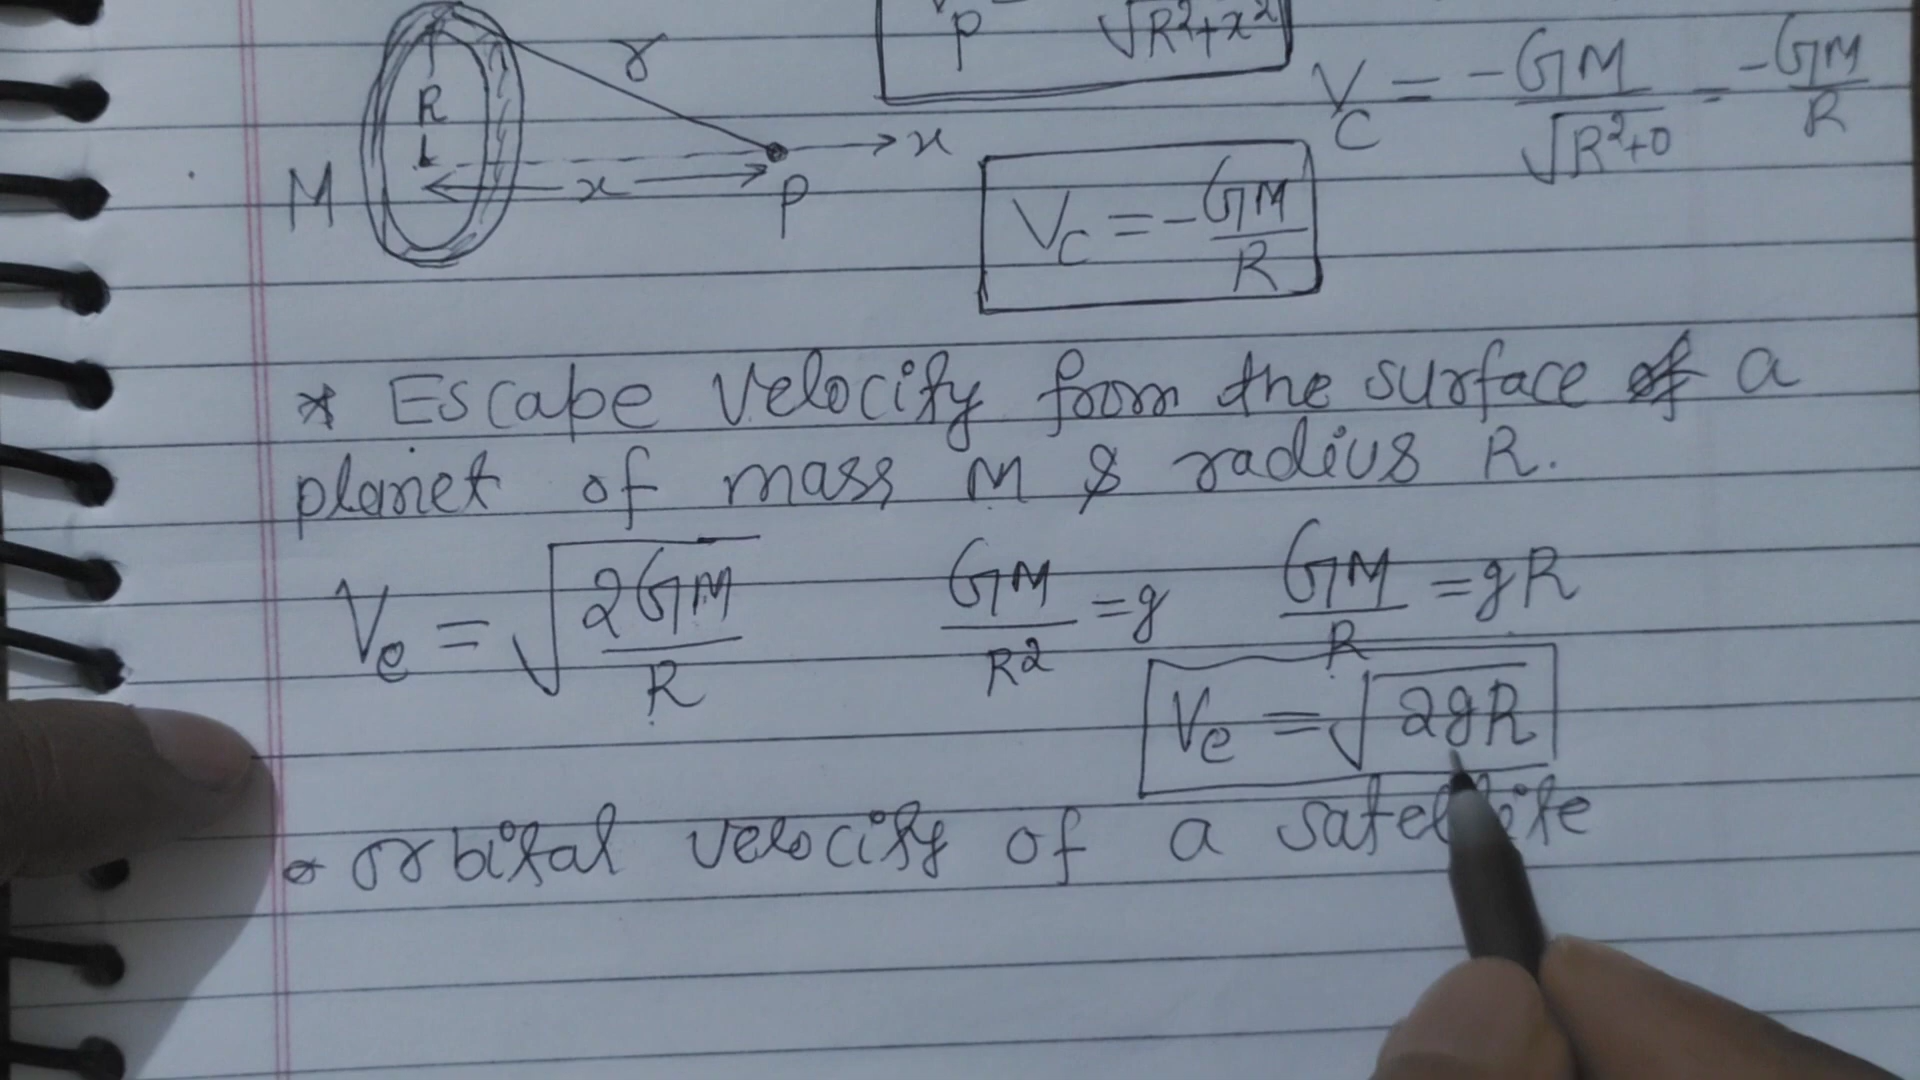 P √R²+x²
r
R
V_C = -GM/√R²+0 = -GM/R
x
M x P
V_C = -GM/R
* Escape Velocity from the surface of a
planet of mass M & radius R.
V_e = √2GM/R GM/R² = g GM/R = gR
V_e = √2gR
* orbital velocity of a satellite